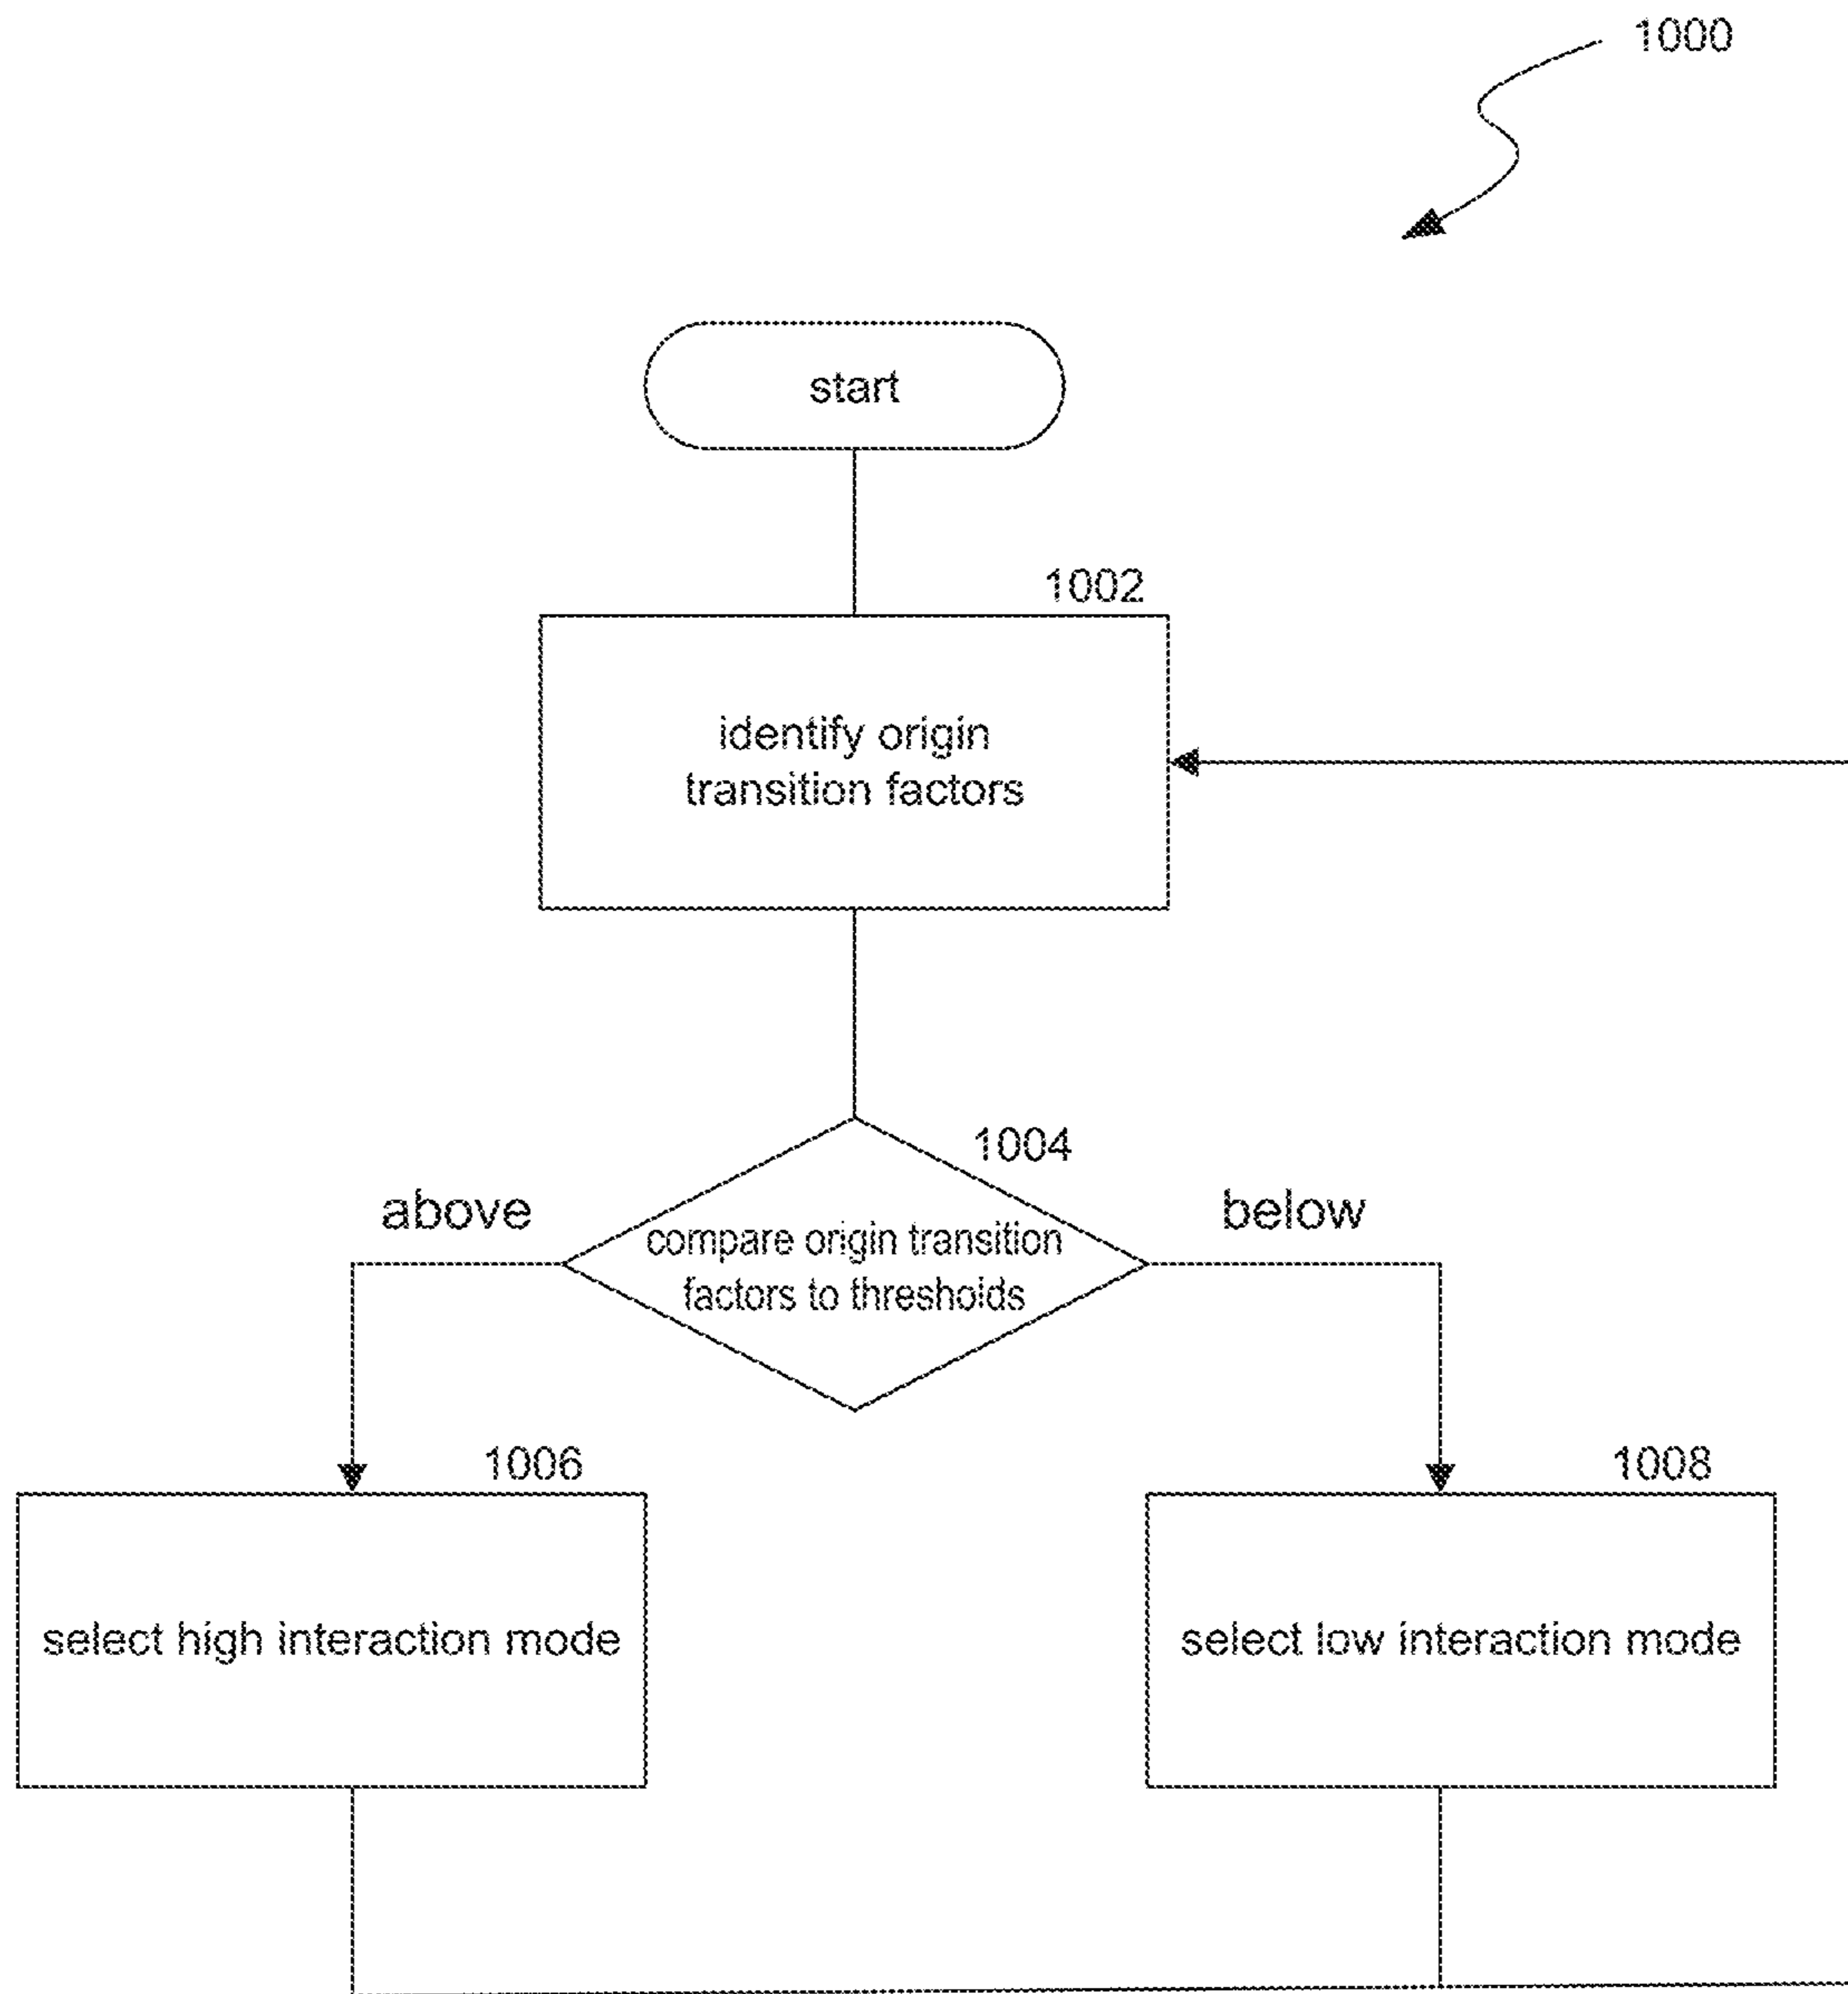 1000
start
1002
identify origin
transition factors
1004
above
below
compare origin transition
factors to thresholds
1006
1008
select high interaction mode
select low interaction mode